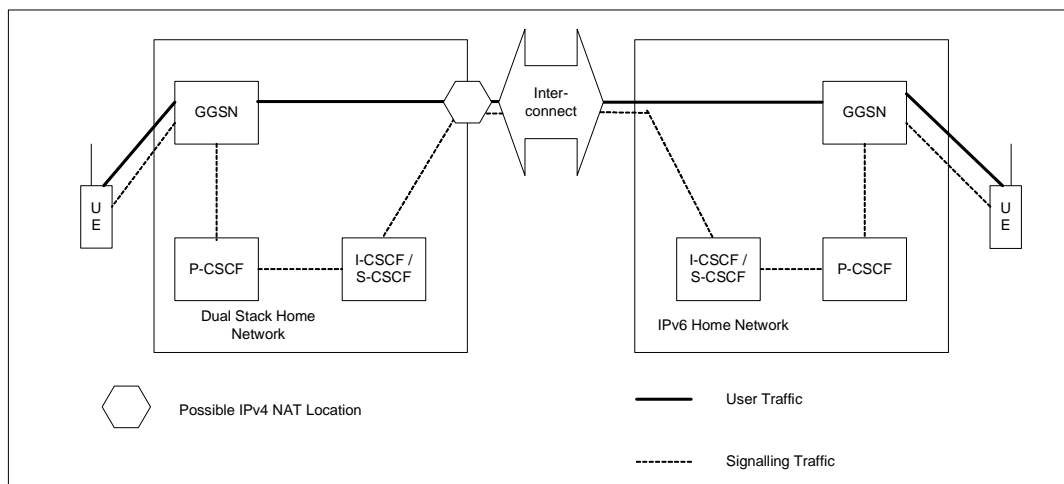 Inter-
connect
GGSN
GGSN
U
E
U
E
P-CSCF
I-CSCF /
S-CSCF
I-CSCF /
S-CSCF
P-CSCF
Dual Stack Home
Network
IPv6 Home Network
Possible IPv4 NAT Location
User Traffic
Signalling Traffic